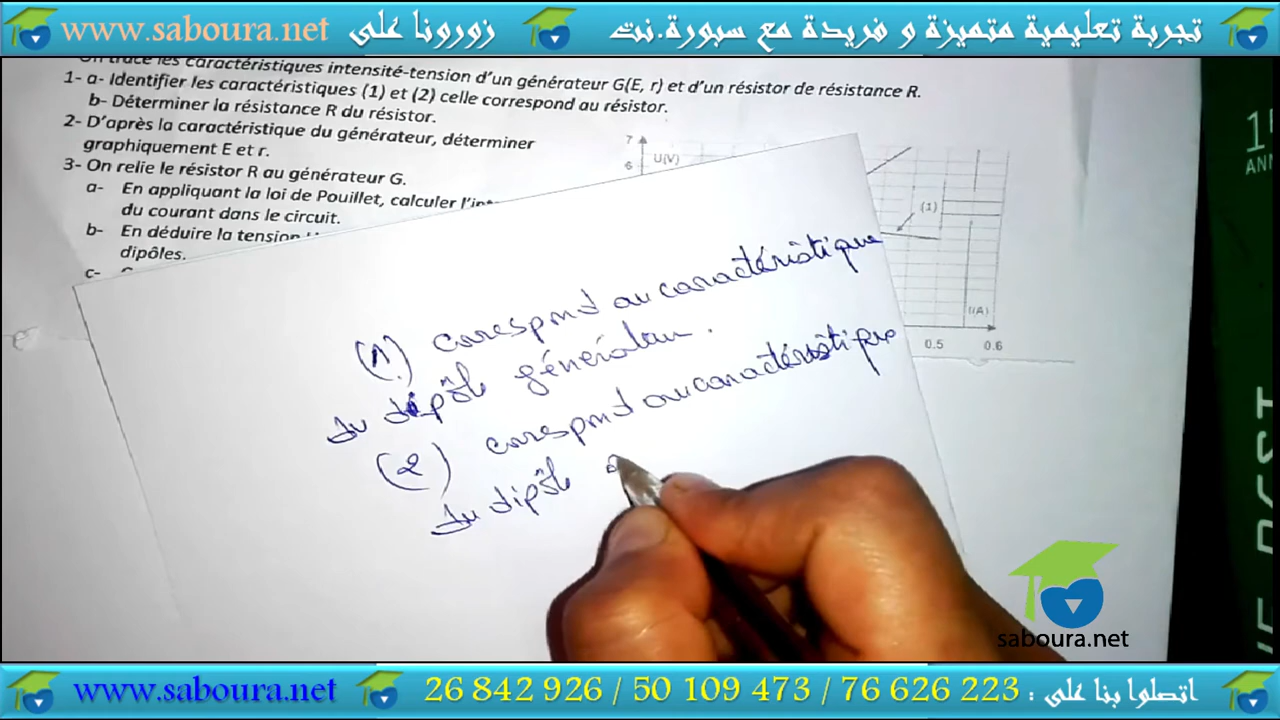 www.saboura.net زورونا على تجربة تعليمية متميزة و فريدة مع سبورة.نت
On trace les caractéristiques intensité-tension d'un générateur G(E, r) et d'un résistor de résistance R.
1- a- Identifier les caractéristiques (1) et (2) celle correspond au résistor.
b- Déterminer la résistance R du résistor.
2- D'après la caractéristique du générateur, déterminer
graphiquement E et r.
3- On relie le résistor R au générateur G.
a- En appliquant la loi de Pouillet, calculer
du courant dans le circuit.
b- En déduire la tension
dipôles.
c-
7
6
U(V)
(1)
I(A)
0.5 0.6
(1) correspond au caractéristique
du dipôle générateur.
(2) correspond au caractéristique
du dipôle
saboura.net
www.saboura.net 26 842 926 / 50 109 473 / 76 626 223 : اتصلوا بنا على